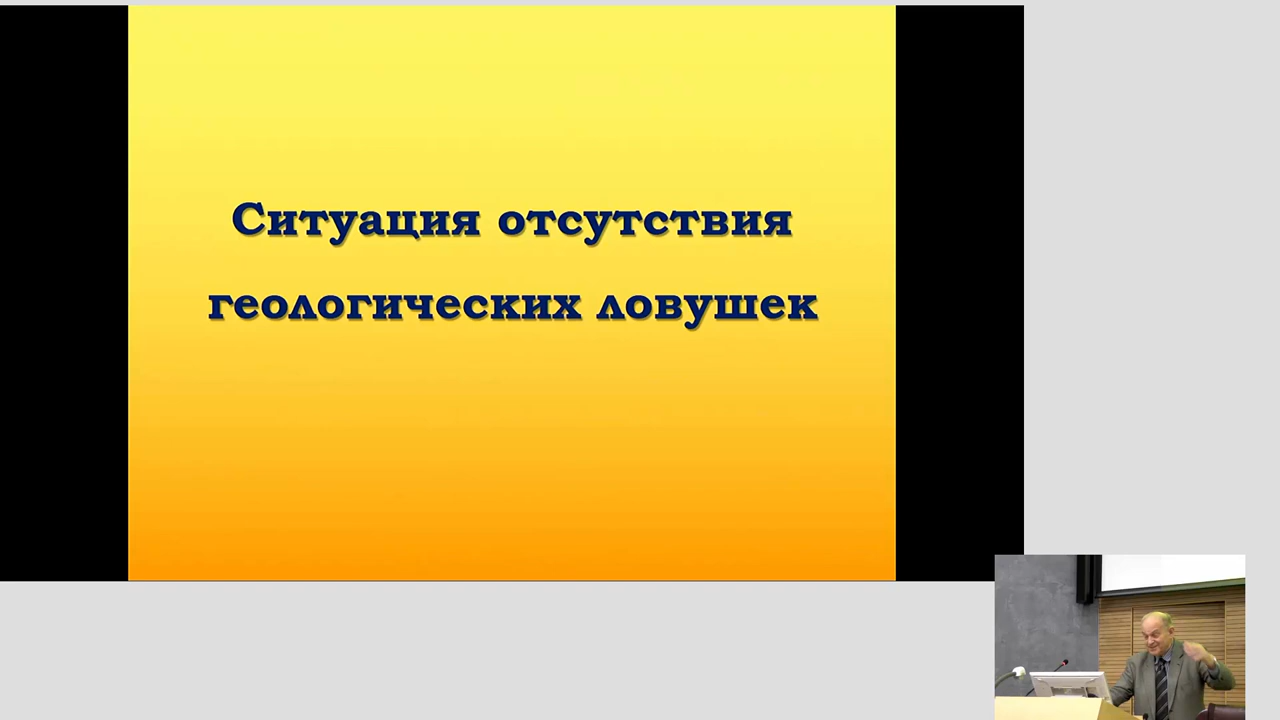 Ситуация отсутствия
геологических ловушек